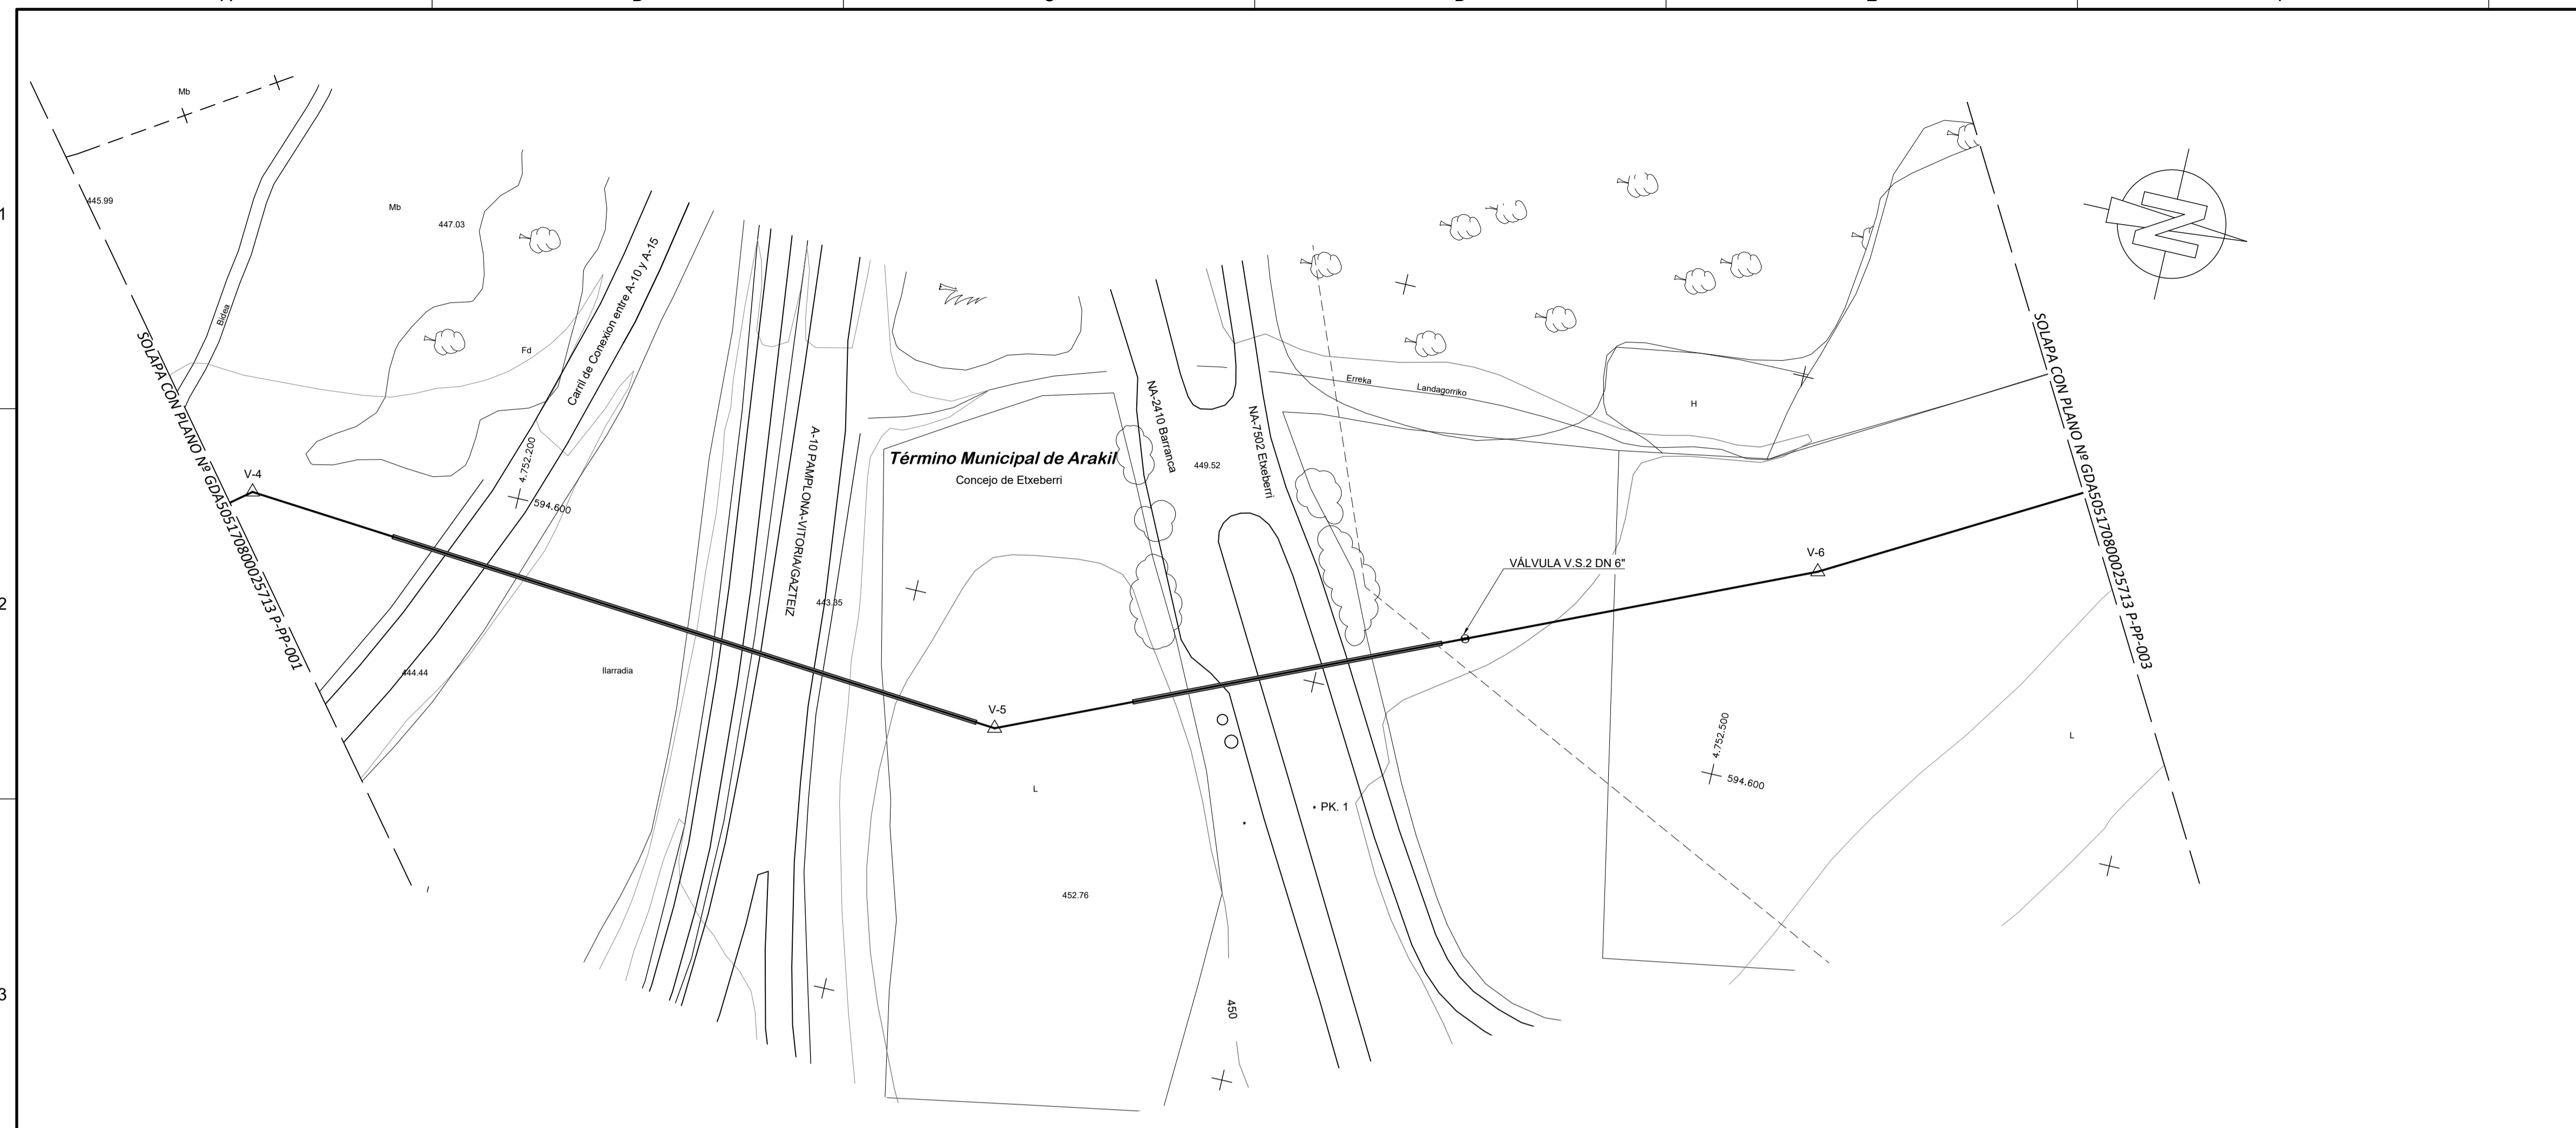 Mb
445.99
Mb
447.03
Bidea
Carril de Conexion entre A-10 y A-15
Fd
SOLAPA CON PLANO Nº GDA505170800025713 P-PP-001
V-4
4.752.200
594.600
444.44
Ilarradia
A-10 PAMPLONA-VITORIA/GAZTEIZ
443.35
Término Municipal de Arakil
Concejo de Etxeberri
V-5
L
452.76
NA-2410 Barranca
449.52
NA-7502 Etxeberri
Erreka
Landagorriko
H
VÁLVULA V.S.2 DN 6"
V-6
PK. 1
450
4.752.500
594.600
L
SOLAPA CON PLANO Nº GDA505170800025713 P-PP-003
N
1
2
3